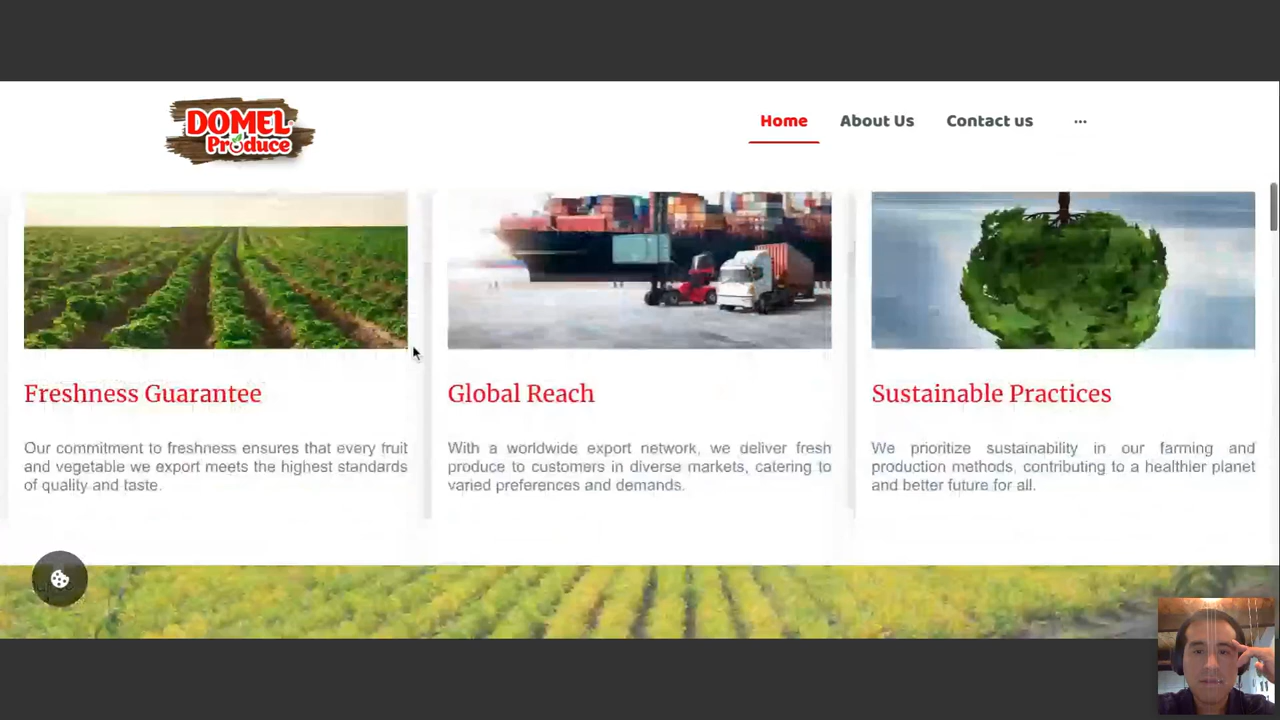 DOMEL
Produce
Home About Us Contact us ...
Freshness Guarantee
Our commitment to freshness ensures that every fruit
and vegetable we export meets the highest standards
of quality and taste.
Global Reach
With a worldwide export network, we deliver fresh
produce to customers in diverse markets, catering to
varied preferences and demands.
Sustainable Practices
We prioritize sustainability in our farming and
production methods, contributing to a healthier planet
and better future for all.